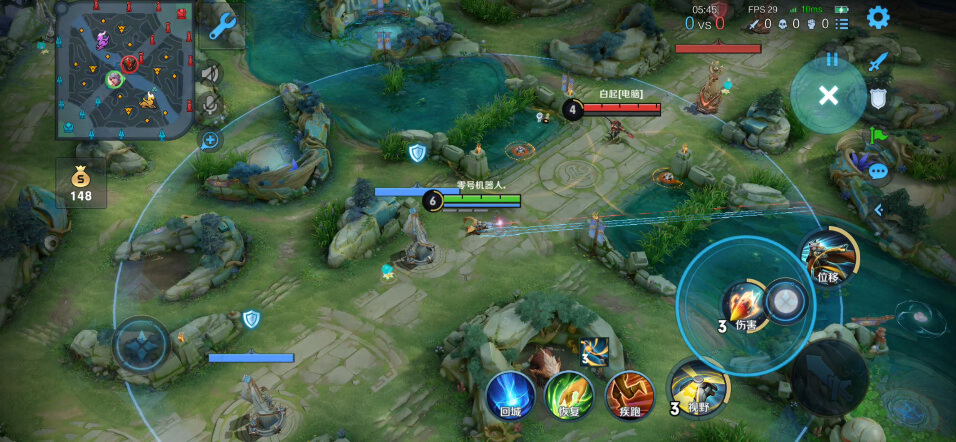 05:45
FPS 29
10ms
0 VS 0
0
0
0
S
148
白起[电脑]
4
零号机器人.
6
位移
3
伤害
3
回城
恢复
疾跑
3
视野